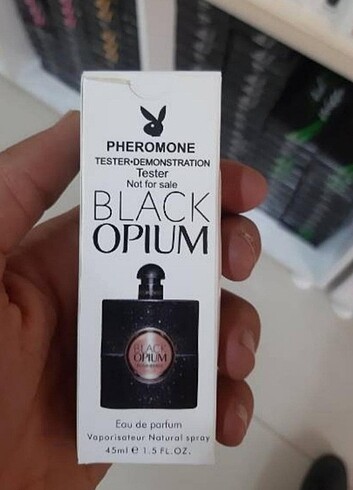 PHEROMONE
TESTER•DEMONSTRATION
Tester
Not for sale
BLACK
OPIUM
BLACK
OPIUM
Eau de parfum
Vaporisateur Natural spray
45ml e 1.5 FL.OZ.